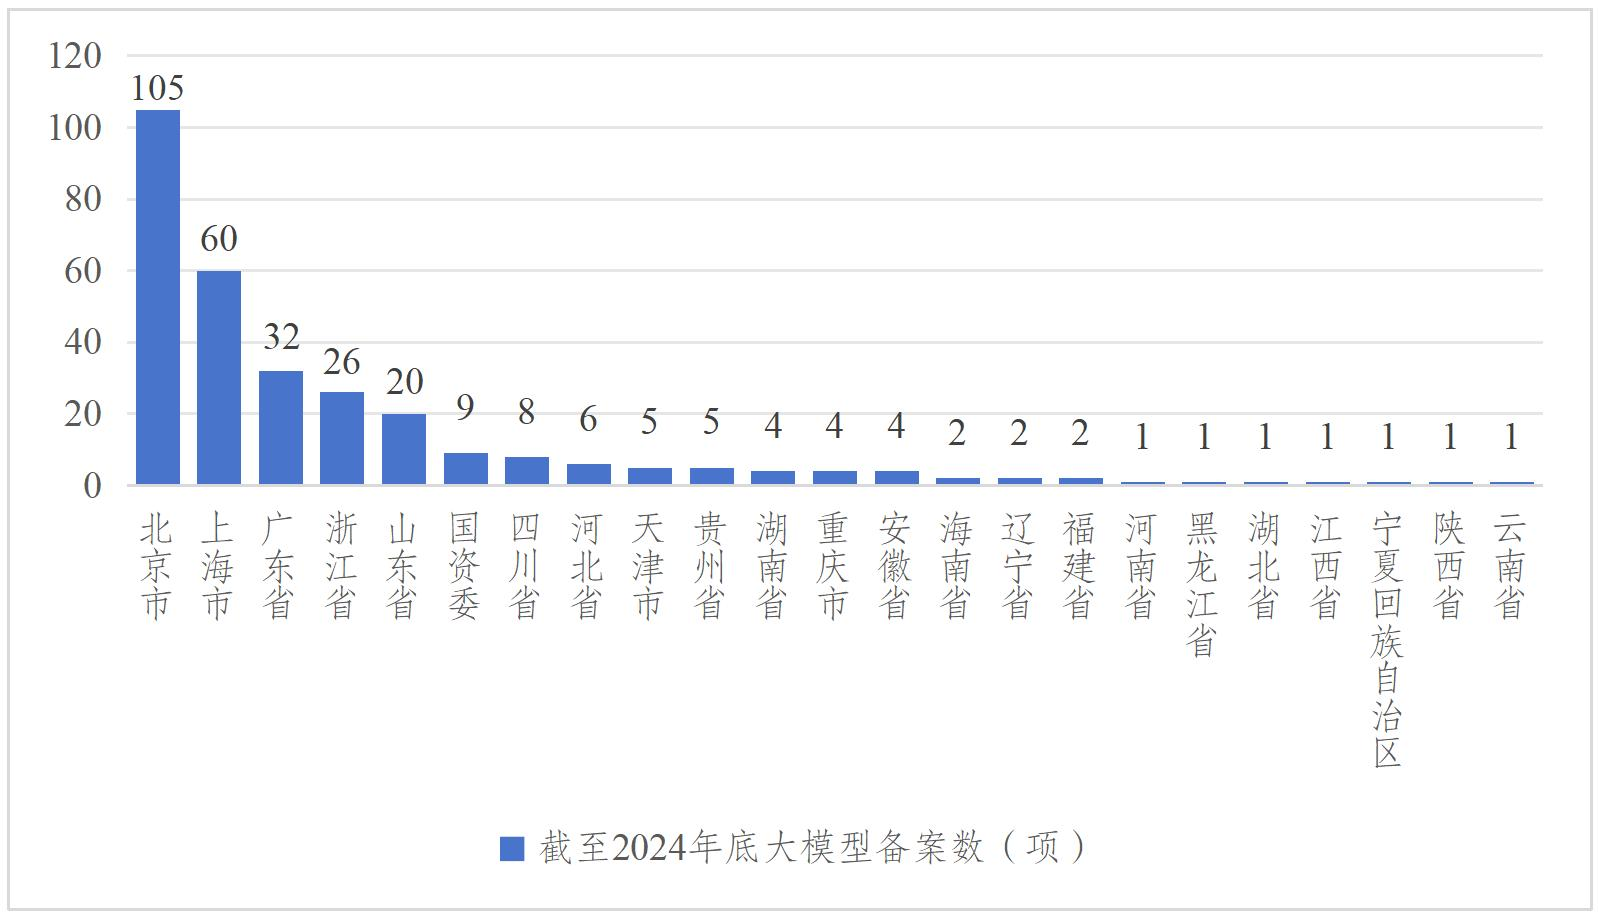 120
100
80
60
40
20
0
105
60
32
26
20
9
8
6
5
5
4
4
4
2
2
2
1
1
1
1
1
1
1
北京市
上海市
广东省
浙江省
山东省
国资委
四川省
河北省
天津市
贵州省
湖南省
重庆市
安徽省
海南省
辽宁省
福建省
河南省
黑龙江省
湖北省
江西省
宁夏回族自治区
陕西省
云南省
截至2024年底大模型备案数（项）